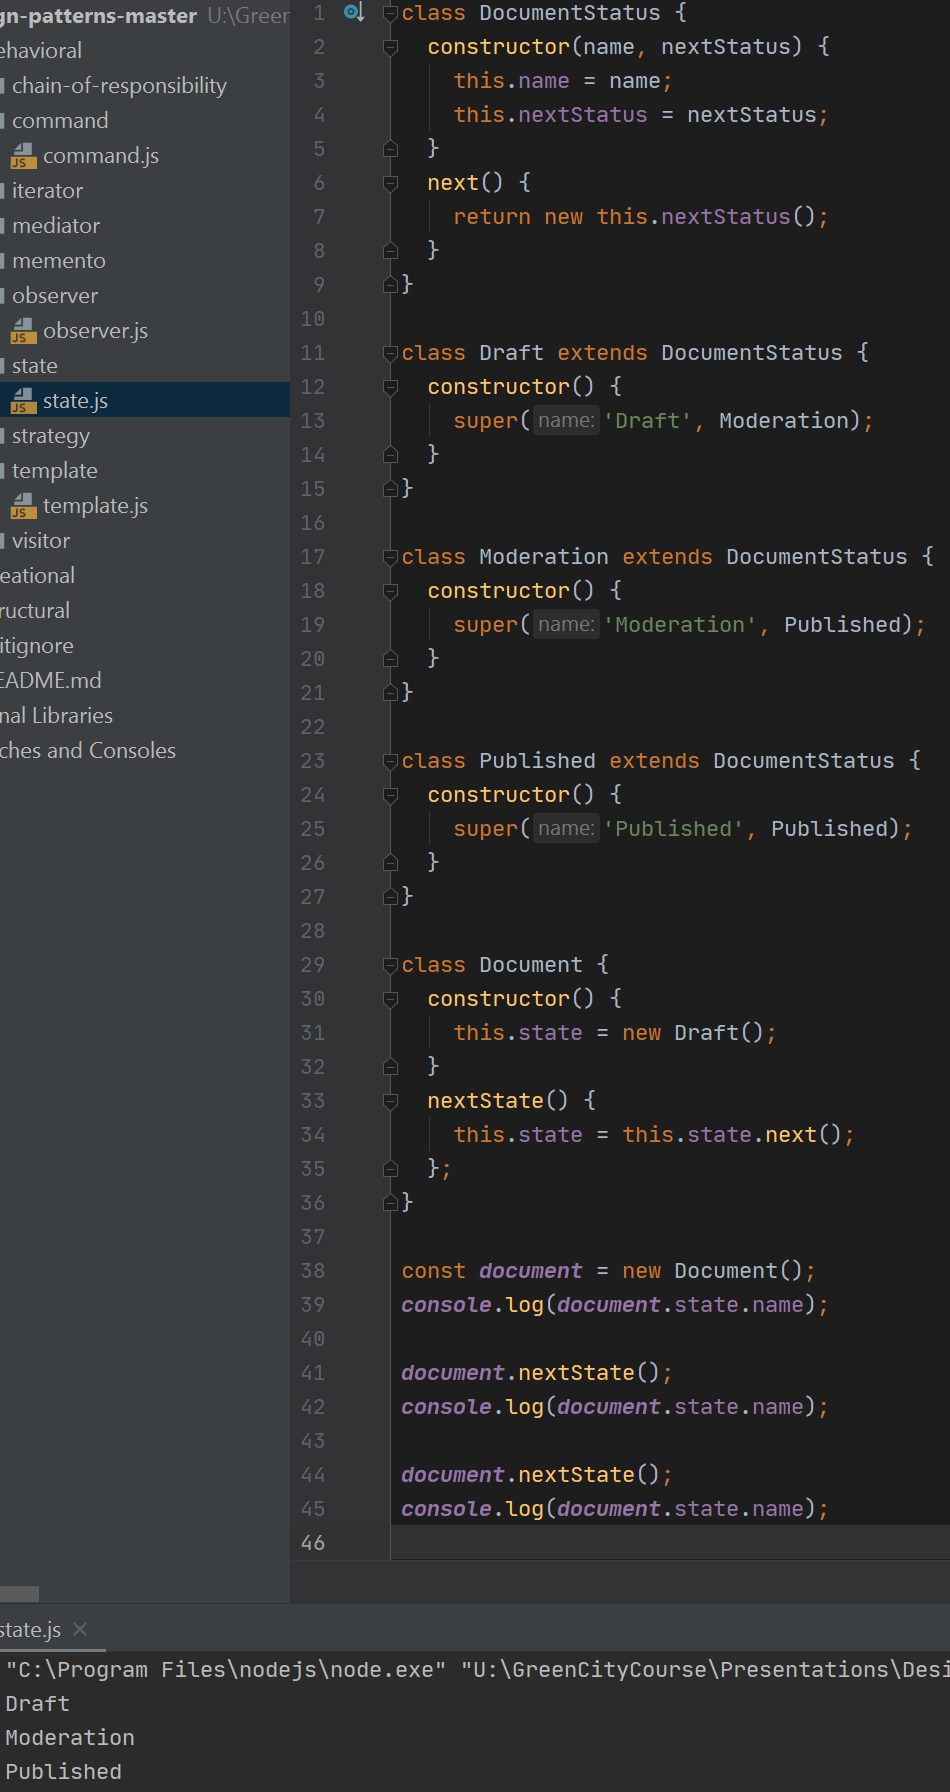 gn-patterns-master U:\Green
ehavioral
chain-of-responsibility
command
JS command.js
iterator
mediator
memento
observer
JS observer.js
state
JS state.js
strategy
template
JS template.js
visitor
eational
ructural
itignore
EADME.md
nal Libraries
ches and Consoles
1 class DocumentStatus {
2 constructor(name, nextStatus) {
3 this.name = name;
4 this.nextStatus = nextStatus;
5 }
6 next() {
7 return new this.nextStatus();
8 }
9 }
10
11 class Draft extends DocumentStatus {
12 constructor() {
13 super( name: 'Draft', Moderation);
14 }
15 }
16
17 class Moderation extends DocumentStatus {
18 constructor() {
19 super( name: 'Moderation', Published);
20 }
21 }
22
23 class Published extends DocumentStatus {
24 constructor() {
25 super( name: 'Published', Published);
26 }
27 }
28
29 class Document {
30 constructor() {
31 this.state = new Draft();
32 }
33 nextState() {
34 this.state = this.state.next();
35 };
36 }
37
38 const document = new Document();
39 console.log(document.state.name);
40
41 document.nextState();
42 console.log(document.state.name);
43
44 document.nextState();
45 console.log(document.state.name);
46
state.js ×
"C:\Program Files\nodejs\node.exe" "U:\GreenCityCourse\Presentations\Desi
Draft
Moderation
Published